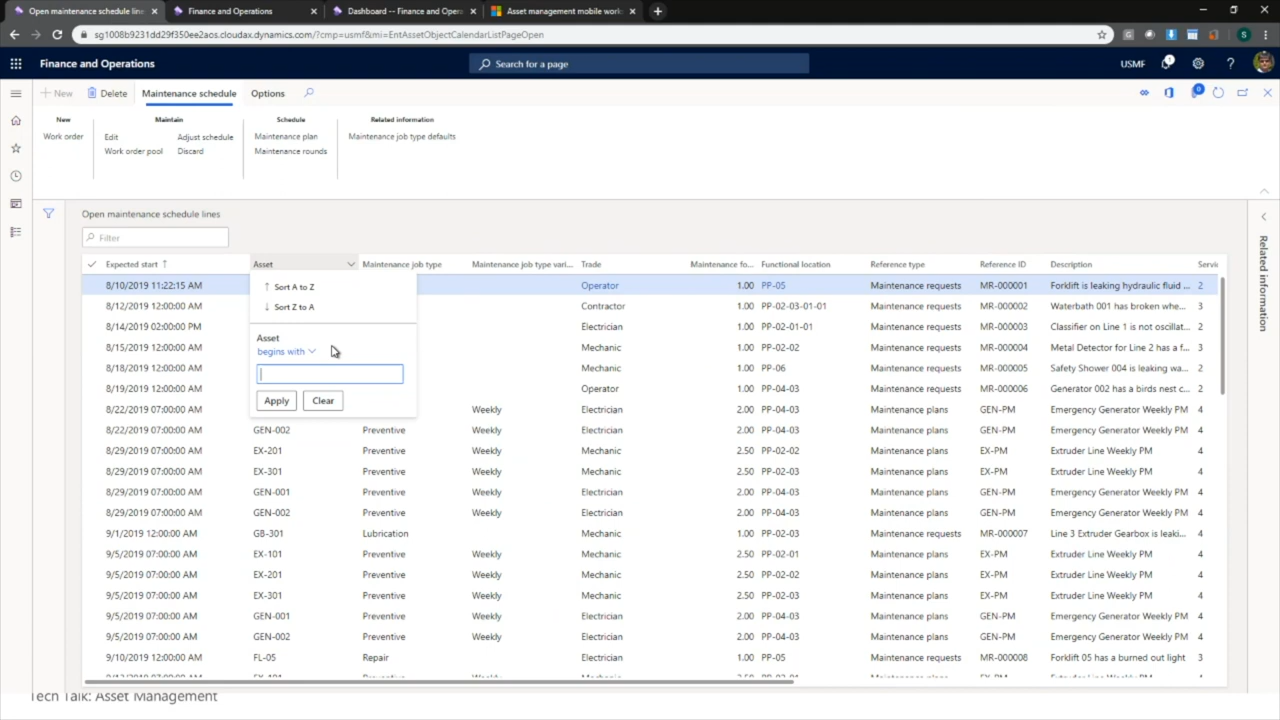 Open maintenance schedule lines
Finance and Operations
Dashboard -- Finance and Oper
Asset management mobile work
sg1008b9231dd29f350ee2aos.cloudax.dynamics.com/?cmp=usmf&mi=EntAssetObjectCalendarListPageOpen
Finance and Operations
Search for a page
USMF
New Delete Maintenance schedule Options
New Maintain Schedule Related information
Work order Edit Adjust schedule Maintenance plan Maintenance job type defaults
Work order pool Discard Maintenance rounds
Open maintenance schedule lines
Filter
Related information
Expected start Asset Maintenance job type Maintenance job type vari... Trade Maintenance fo... Functional location Reference type Reference ID Description Servic
8/10/2019 11:22:15 AM Operator 1.00 PP-05 Maintenance requests MR-000001 Forklift is leaking hydraulic fluid ... 2
8/12/2019 12:00:00 AM Contractor 1.00 PP-02-03-01-01 Maintenance requests MR-000002 Waterbath 001 has broken whe... 3
8/14/2019 02:00:00 PM Electrician 1.00 PP-02-01-01 Maintenance requests MR-000003 Classifier on Line 1 is not oscillat... 2
8/15/2019 12:00:00 AM Mechanic 1.00 PP-02-02 Maintenance requests MR-000004 Metal Detector for Line 2 has a f... 3
8/18/2019 12:00:00 AM Mechanic 1.00 PP-06 Maintenance requests MR-000005 Safety Shower 004 is leaking wa... 2
8/19/2019 12:00:00 AM Operator 1.00 PP-04-03 Maintenance requests MR-000006 Generator 002 has a birds nest c... 2
8/22/2019 07:00:00 AM Weekly Electrician 2.00 PP-04-03 Maintenance plans GEN-PM Emergency Generator Weekly PM 4
Sort A to Z
Sort Z to A
Asset
begins with
Apply Clear
8/22/2019 07:00:00 AM GEN-002 Preventive Weekly Electrician 2.00 PP-04-03 Maintenance plans GEN-PM Emergency Generator Weekly PM 4
8/29/2019 07:00:00 AM EX-201 Preventive Weekly Mechanic 2.50 PP-02-02 Maintenance plans EX-PM Extruder Line Weekly PM 4
8/29/2019 07:00:00 AM EX-301 Preventive Weekly Mechanic 2.50 PP-02-03 Maintenance plans EX-PM Extruder Line Weekly PM 4
8/29/2019 07:00:00 AM GEN-001 Preventive Weekly Electrician 2.00 PP-04-03 Maintenance plans GEN-PM Emergency Generator Weekly PM 4
8/29/2019 07:00:00 AM GEN-002 Preventive Weekly Electrician 2.00 PP-04-03 Maintenance plans GEN-PM Emergency Generator Weekly PM 4
9/1/2019 12:00:00 AM GB-301 Lubrication Mechanic 1.00 PP-02-03 Maintenance requests MR-000007 Line 3 Extruder Gearbox is leaki... 4
9/5/2019 07:00:00 AM EX-101 Preventive Weekly Mechanic 2.50 PP-02-01 Maintenance plans EX-PM Extruder Line Weekly PM 4
9/5/2019 07:00:00 AM EX-201 Preventive Weekly Mechanic 2.50 PP-02-02 Maintenance plans EX-PM Extruder Line Weekly PM 4
9/5/2019 07:00:00 AM EX-301 Preventive Weekly Mechanic 2.50 PP-02-03 Maintenance plans EX-PM Extruder Line Weekly PM 4
9/5/2019 07:00:00 AM GEN-001 Preventive Weekly Electrician 2.00 PP-04-03 Maintenance plans GEN-PM Emergency Generator Weekly PM 4
9/5/2019 07:00:00 AM GEN-002 Preventive Weekly Electrician 2.00 PP-04-03 Maintenance plans GEN-PM Emergency Generator Weekly PM 4
9/10/2019 12:00:00 AM FL-05 Repair Electrician 1.00 PP-05 Maintenance requests MR-000008 Forklift 05 has a burned out light 3
Tech Talk: Asset Management